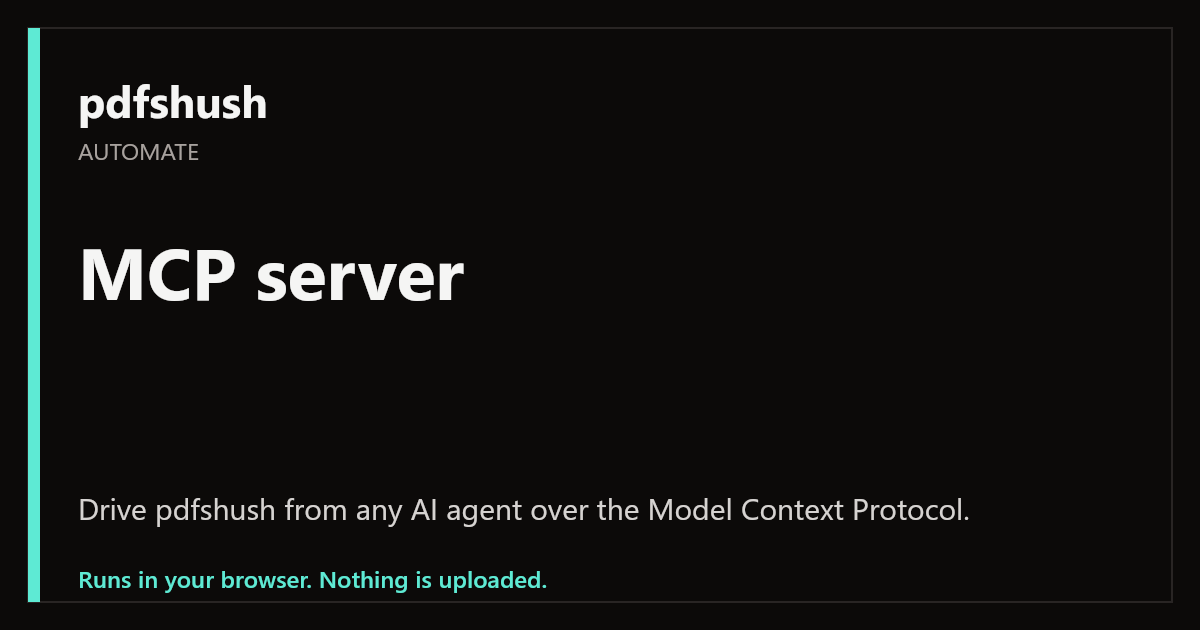 pdfshush
AUTOMATE
MCP server
Drive pdfshush from any AI agent over the Model Context Protocol.
Runs in your browser. Nothing is uploaded.